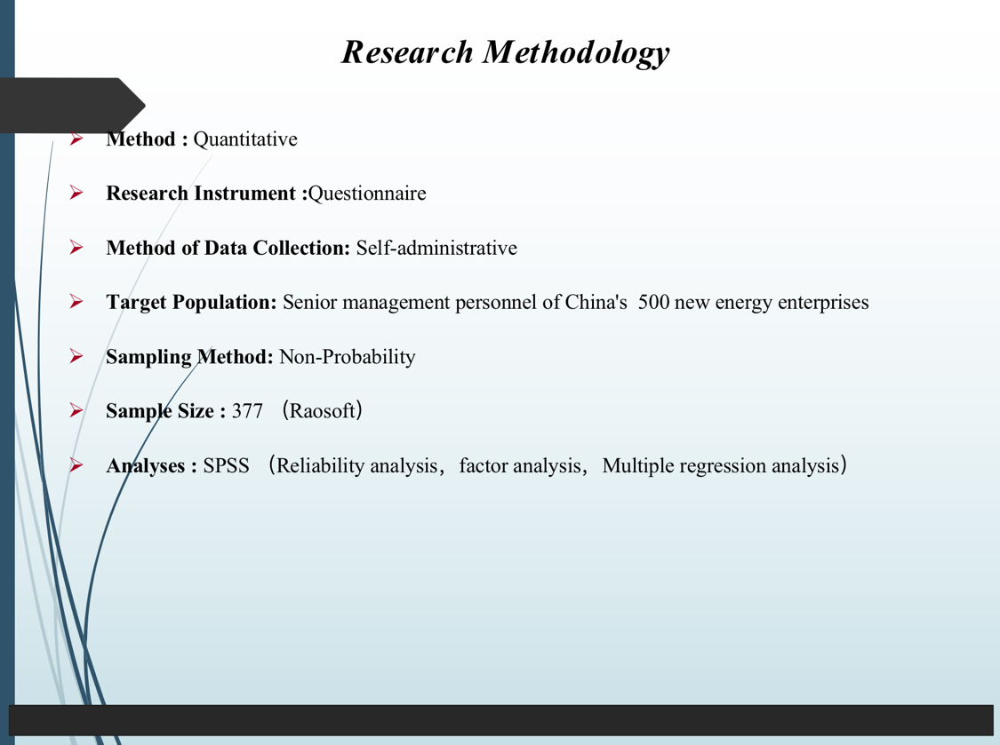 Research Methodology
Method : Quantitative
Research Instrument :Questionnaire
Method of Data Collection: Self-administrative
Target Population: Senior management personnel of China's  500 new energy enterprises
Sampling Method: Non-Probability
Sample Size : 377 （Raosoft）
Analyses : SPSS （Reliability analysis，factor analysis，Multiple regression analysis）